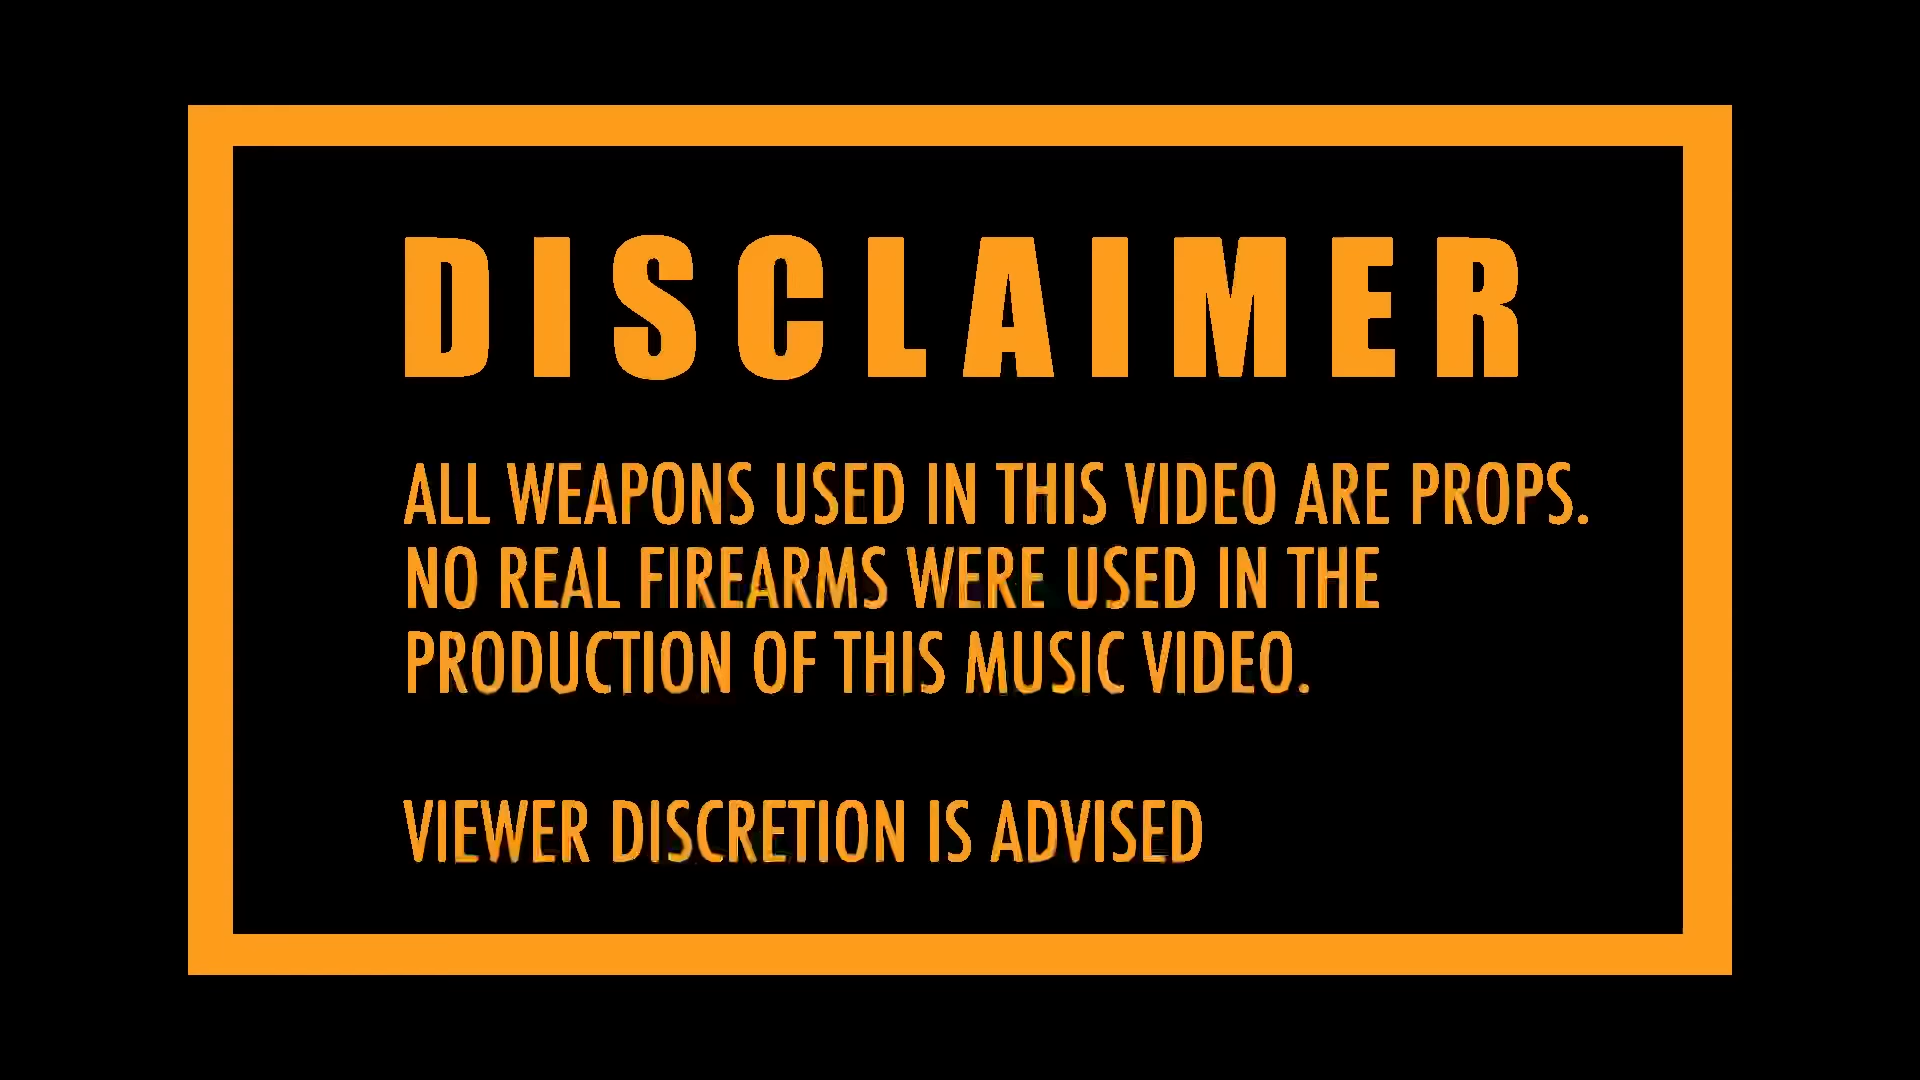 DISCLAIMER
ALL WEAPONS USED IN THIS VIDEO ARE PROPS.
NO REAL FIREARMS WERE USED IN THE
PRODUCTION OF THIS MUSIC VIDEO.
VIEWER DISCRETION IS ADVISED